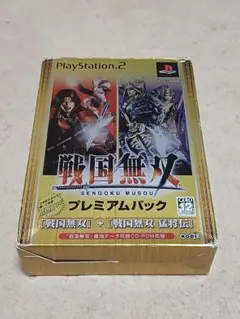 PlayStation 2
戦国無双
SENGOKU MUSOU
プレミアムパック
「戦国無双」+「戦国無双 猛将伝」
CERO
12
KOEI